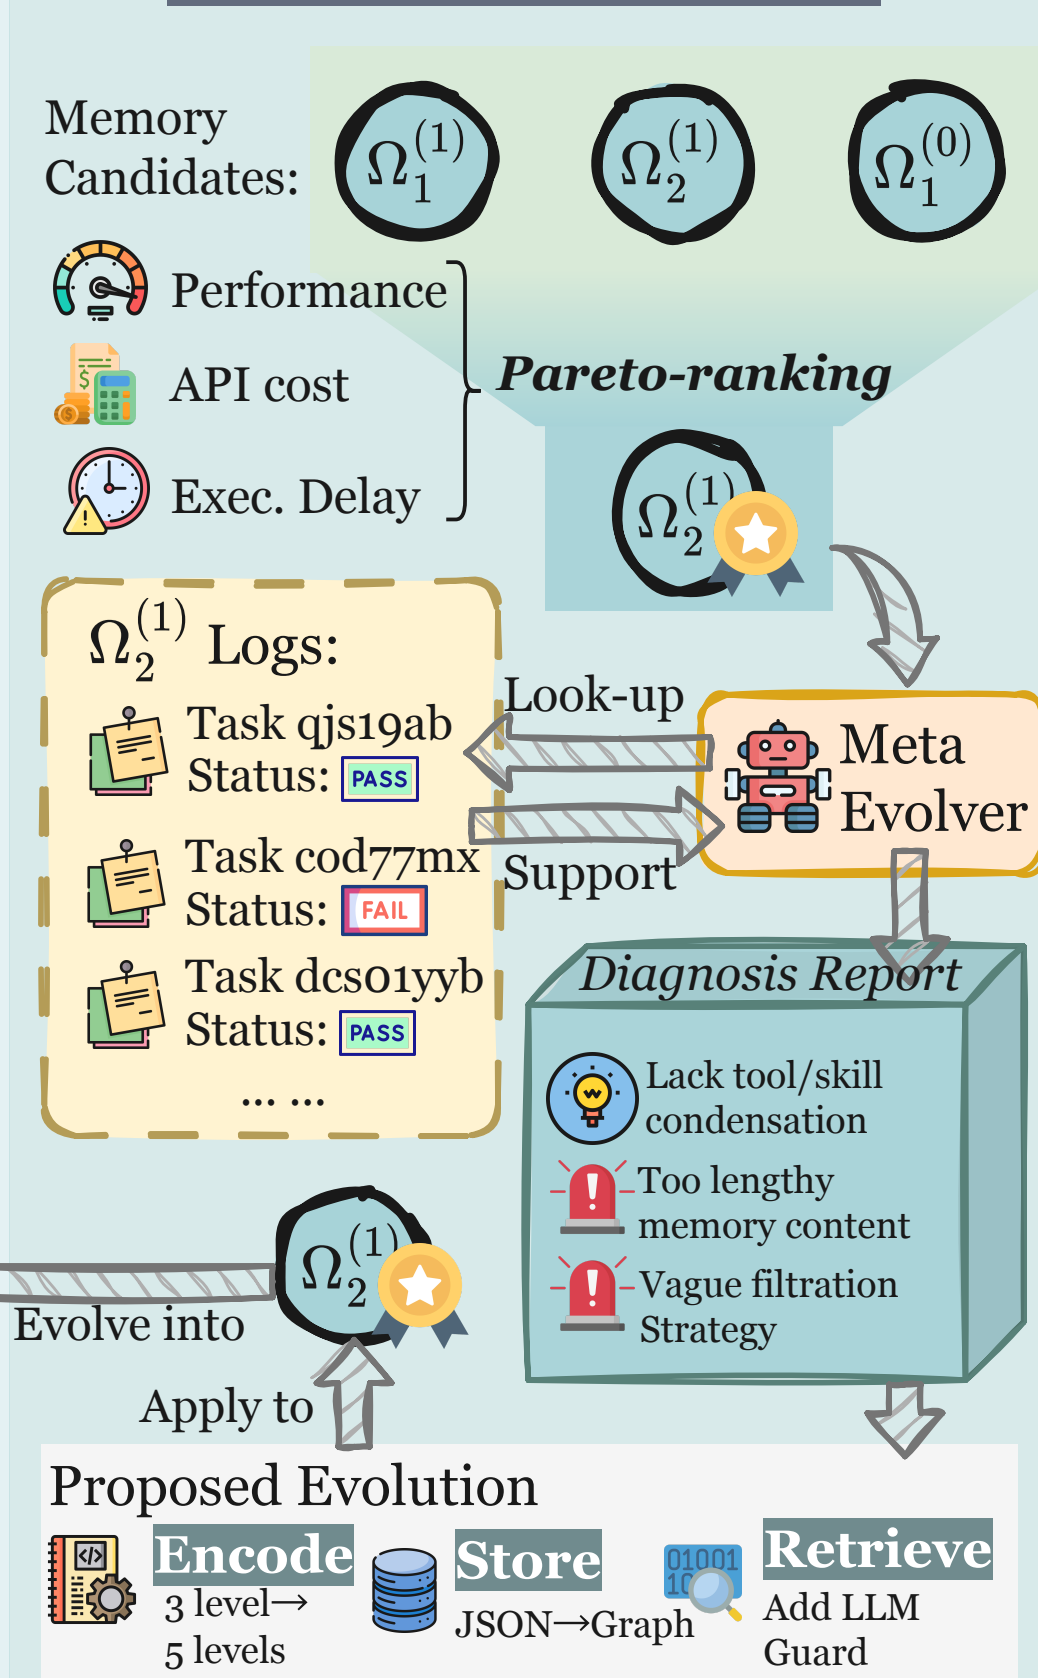 Memory
Candidates:
Ω₁⁽¹⁾
Ω₂⁽¹⁾
Ω₁⁽⁰⁾
Performance
API cost
Exec. Delay
Pareto-ranking
Ω₂⁽¹⁾
Ω₂⁽¹⁾ Logs:
Task qjs19ab
Status: PASS
Task cod77mx
Status: FAIL
Task dcs01yyb
Status: PASS
... ...
Look-up
Support
Meta
Evolver
Diagnosis Report
Lack tool/skill
condensation
Too lengthy
memory content
Vague filtration
Strategy
Ω₂⁽¹⁾
Evolve into
Apply to
Proposed Evolution
Encode
3 level→
5 levels
Store
JSON→Graph
01001
10
Retrieve
Add LLM
Guard